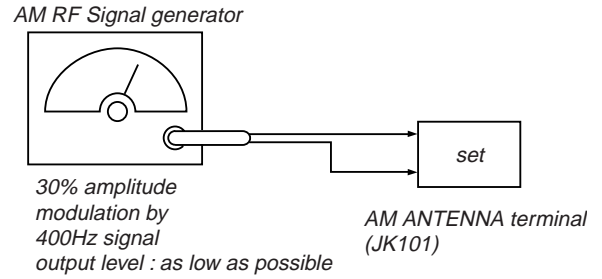 AM RF Signal generator
set
30% amplitude
modulation by
400Hz signal
output level : as low as possible
AM ANTENNA terminal
(JK101)